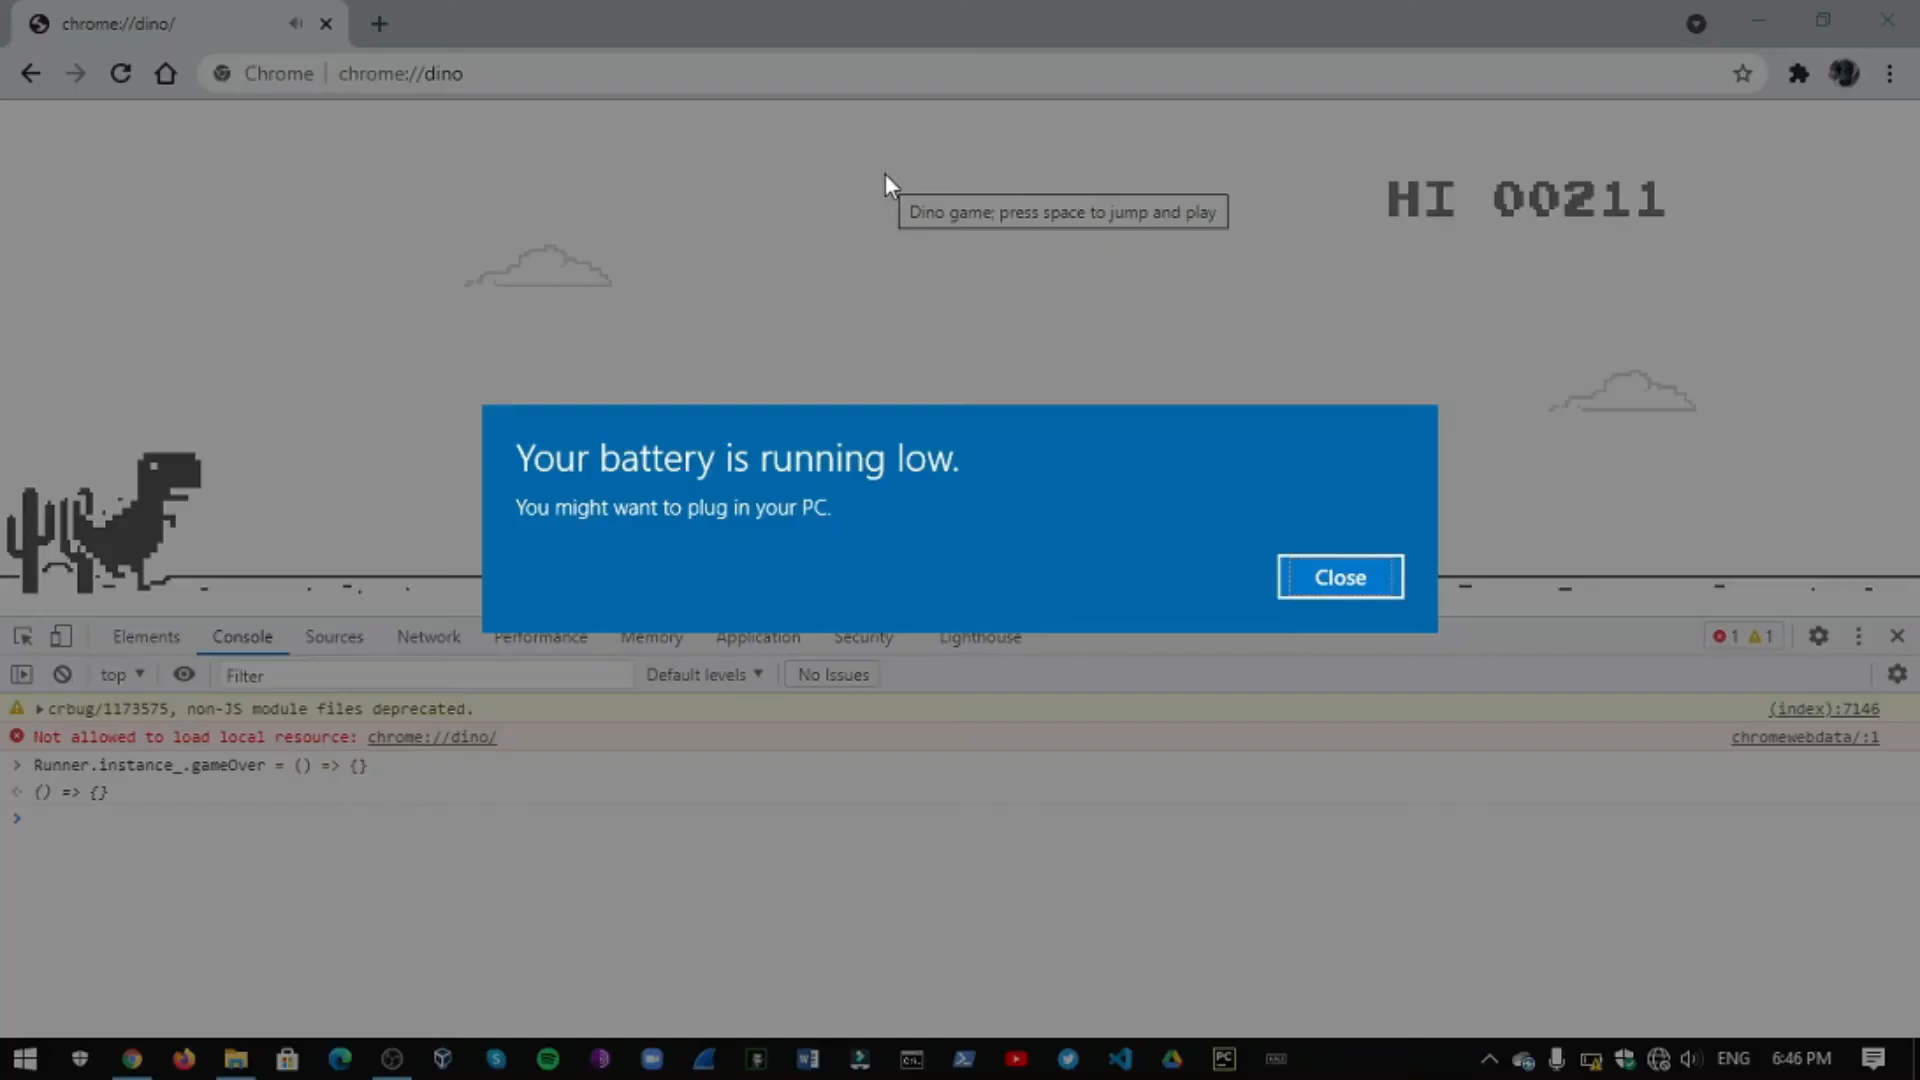 chrome://dino/
Chrome | chrome://dino
HI 00211
Dino game; press space to jump and play
Your battery is running low.
You might want to plug in your PC.
Close
Elements Console Sources Network Performance Memory Application Security Lighthouse 1 1
top Filter Default levels No Issues
crbug/1173575, non-JS module files deprecated. (index):7146
Not allowed to load local resource: chrome://dino/ chromewebdata/:1
> Runner.instance_.gameOver = () => {}
() => {}
>
ENG 6:46 PM